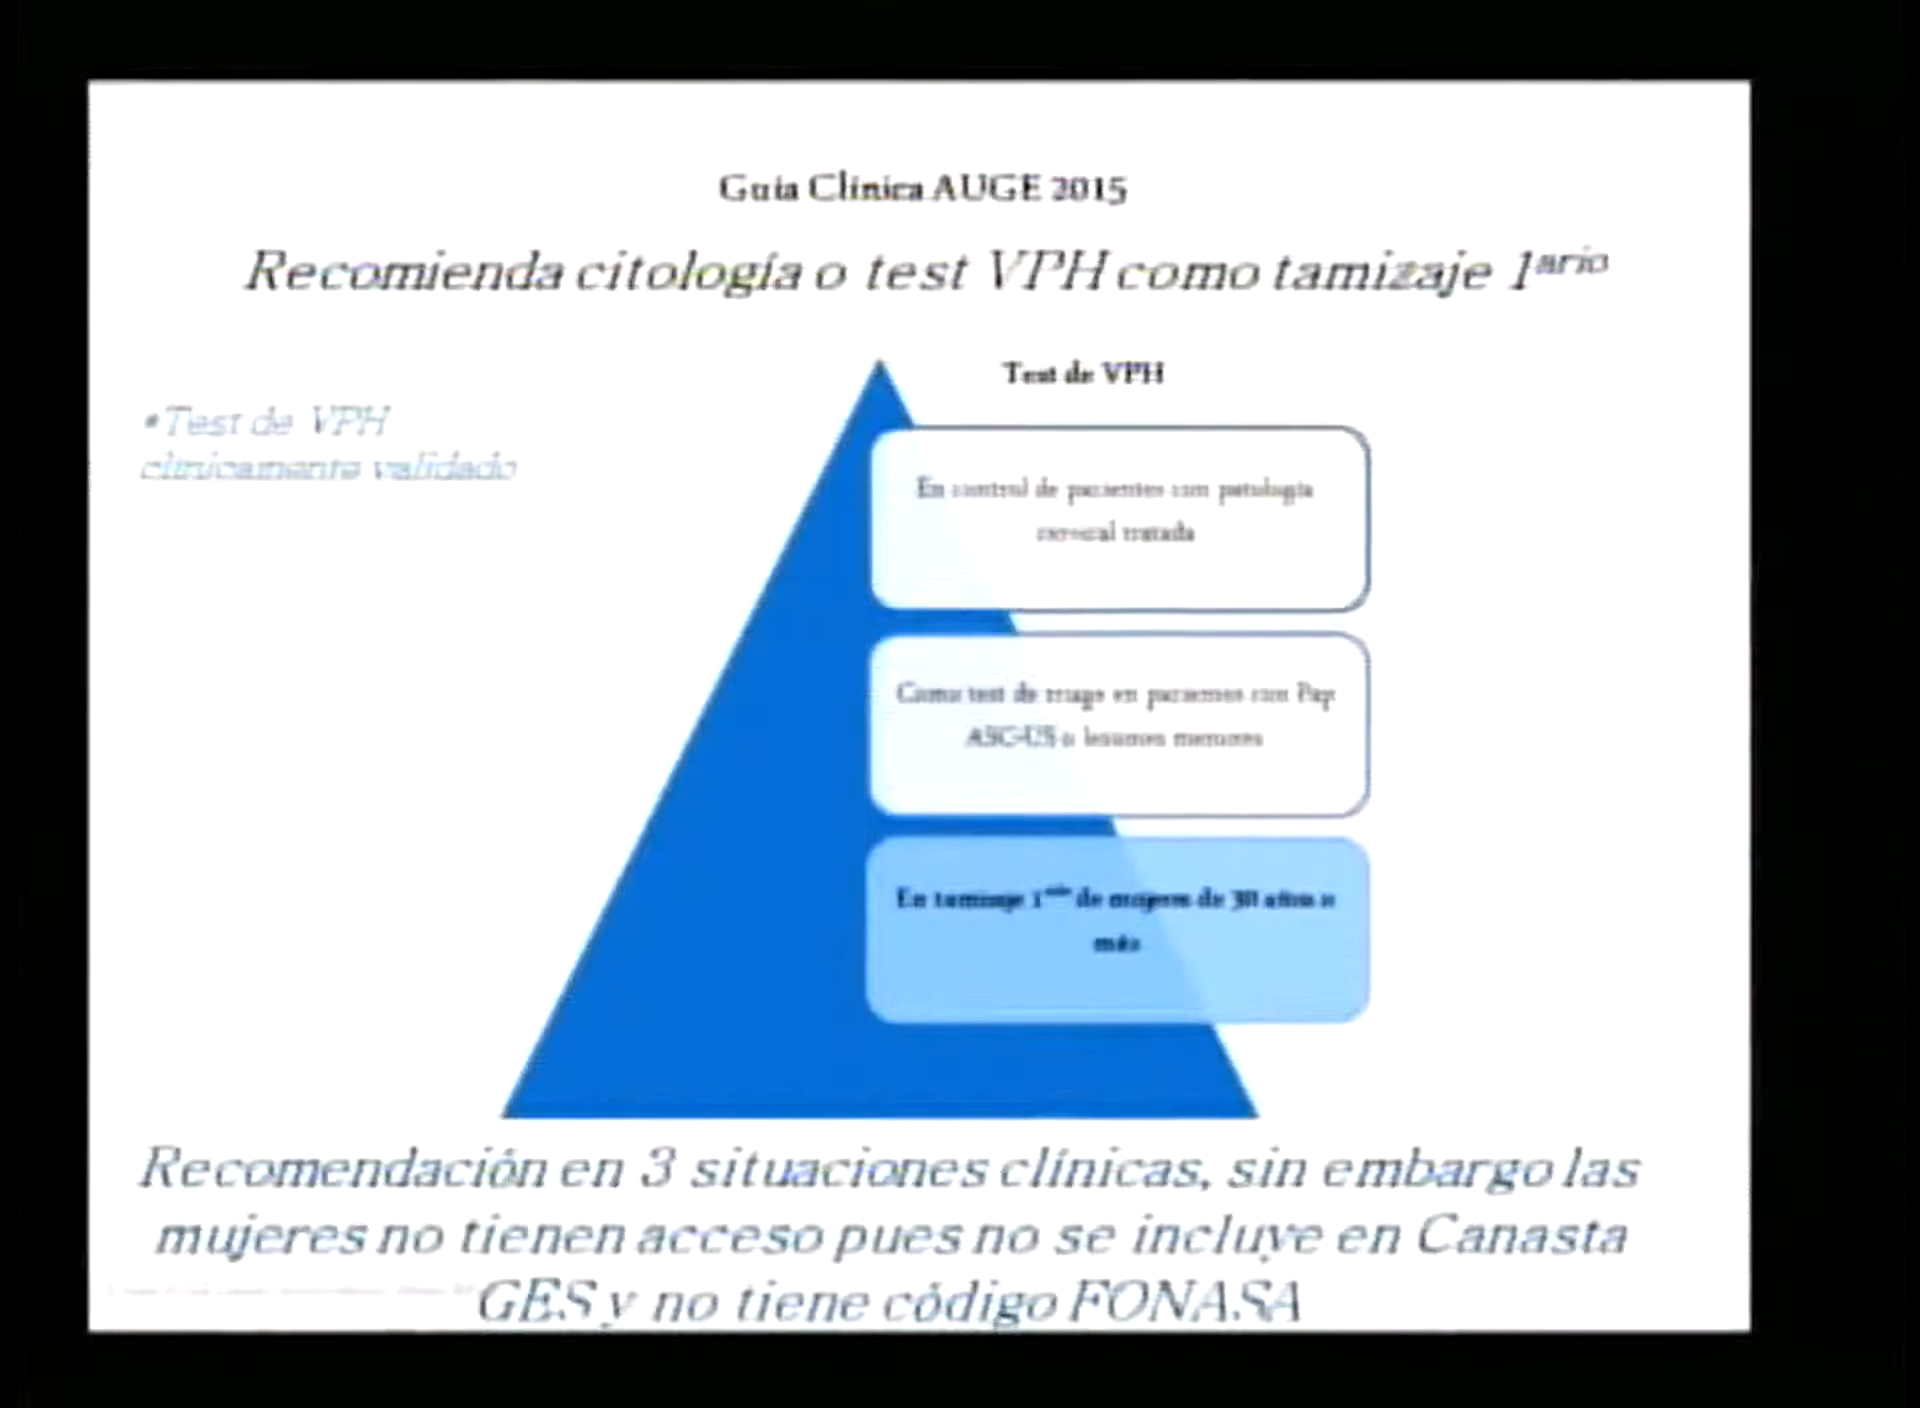 Guía Clínica AUGE 2015
Recomienda citología o test VPH como tamizaje 1ario
Test de VPH
•Test de VPH
clínicamente validado
En control de pacientes con patología
cervical tratada
Como test de triage en pacientes con Pap
ASC-US o lesiones menores
En tamizaje 1ario de mujeres de 30 años o
más
Recomendación en 3 situaciones clínicas, sin embargo las
mujeres no tienen acceso pues no se incluye en Canasta
GES y no tiene código FONASA